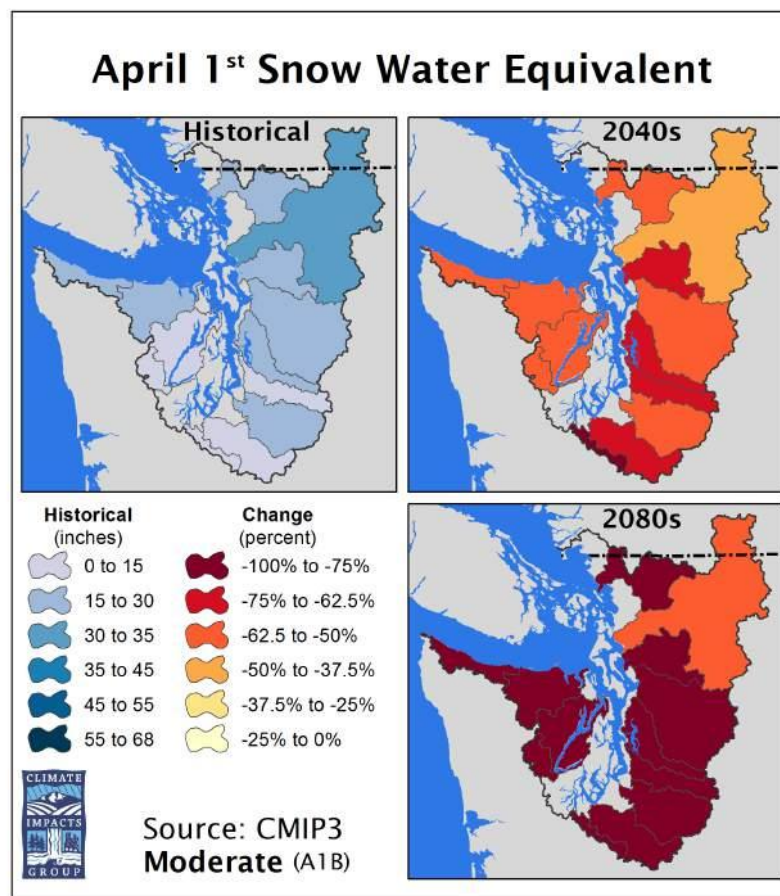 April 1st Snow Water Equivalent
Historical
2040s
2080s
Historical
(inches)
0 to 15
15 to 30
30 to 35
35 to 45
45 to 55
55 to 68
Change
(percent)
-100% to -75%
-75% to -62.5%
-62.5 to -50%
-50% to -37.5%
-37.5% to -25%
-25% to 0%
CLIMATE
IMPACTS
GROUP
Source: CMIP3
Moderate (A1B)